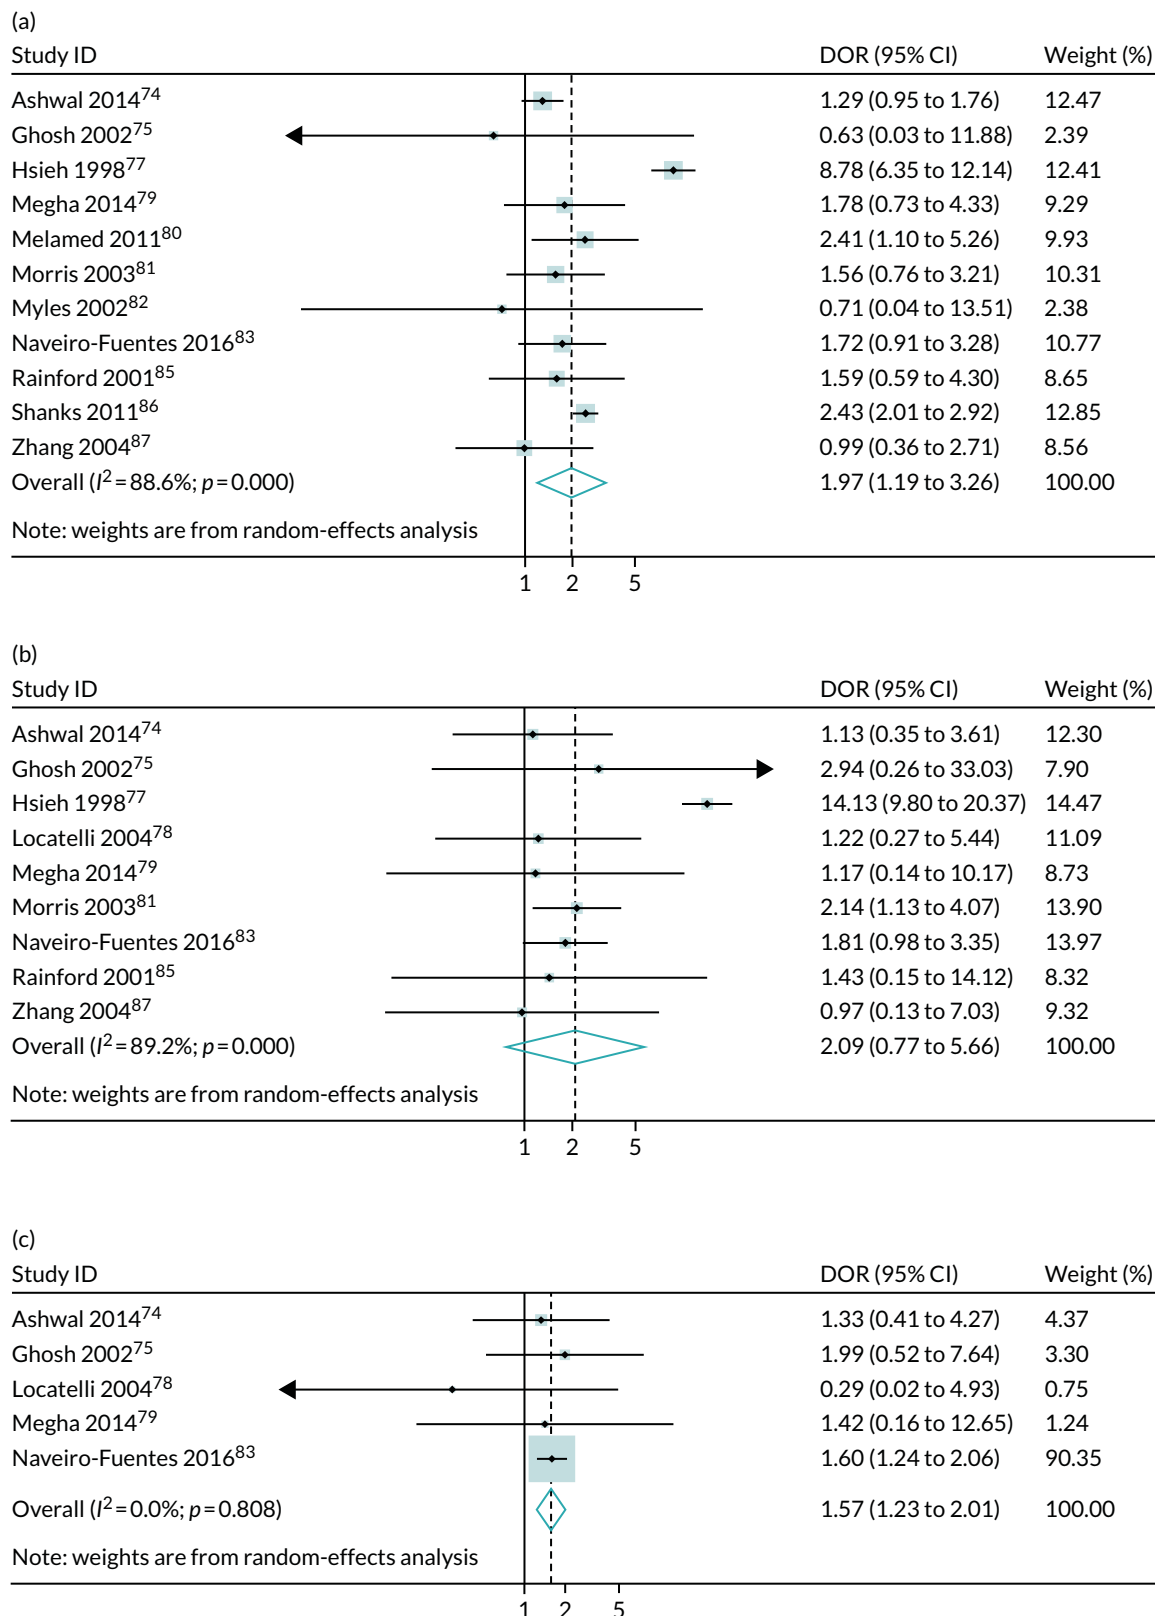 (a)
Study ID DOR (95% CI) Weight (%)
Ashwal 2014⁷⁴ 1.29 (0.95 to 1.76) 12.47
Ghosh 2002⁷⁵ 0.63 (0.03 to 11.88) 2.39
Hsieh 1998⁷⁷ 8.78 (6.35 to 12.14) 12.41
Megha 2014⁷⁹ 1.78 (0.73 to 4.33) 9.29
Melamed 2011⁸⁰ 2.41 (1.10 to 5.26) 9.93
Morris 2003⁸¹ 1.56 (0.76 to 3.21) 10.31
Myles 2002⁸² 0.71 (0.04 to 13.51) 2.38
Naveiro-Fuentes 2016⁸³ 1.72 (0.91 to 3.28) 10.77
Rainford 2001⁸⁵ 1.59 (0.59 to 4.30) 8.65
Shanks 2011⁸⁶ 2.43 (2.01 to 2.92) 12.85
Zhang 2004⁸⁷ 0.99 (0.36 to 2.71) 8.56
Overall (I² = 88.6%; p = 0.000) 1.97 (1.19 to 3.26) 100.00
Note: weights are from random-effects analysis
1 2 5
(b)
Study ID DOR (95% CI) Weight (%)
Ashwal 2014⁷⁴ 1.13 (0.35 to 3.61) 12.30
Ghosh 2002⁷⁵ 2.94 (0.26 to 33.03) 7.90
Hsieh 1998⁷⁷ 14.13 (9.80 to 20.37) 14.47
Locatelli 2004⁷⁸ 1.22 (0.27 to 5.44) 11.09
Megha 2014⁷⁹ 1.17 (0.14 to 10.17) 8.73
Morris 2003⁸¹ 2.14 (1.13 to 4.07) 13.90
Naveiro-Fuentes 2016⁸³ 1.81 (0.98 to 3.35) 13.97
Rainford 2001⁸⁵ 1.43 (0.15 to 14.12) 8.32
Zhang 2004⁸⁷ 0.97 (0.13 to 7.03) 9.32
Overall (I² = 89.2%; p = 0.000) 2.09 (0.77 to 5.66) 100.00
Note: weights are from random-effects analysis
1 2 5
(c)
Study ID DOR (95% CI) Weight (%)
Ashwal 2014⁷⁴ 1.33 (0.41 to 4.27) 4.37
Ghosh 2002⁷⁵ 1.99 (0.52 to 7.64) 3.30
Locatelli 2004⁷⁸ 0.29 (0.02 to 4.93) 0.75
Megha 2014⁷⁹ 1.42 (0.16 to 12.65) 1.24
Naveiro-Fuentes 2016⁸³ 1.60 (1.24 to 2.06) 90.35
Overall (I² = 0.0%; p = 0.808) 1.57 (1.23 to 2.01) 100.00
Note: weights are from random-effects analysis
1 2 5